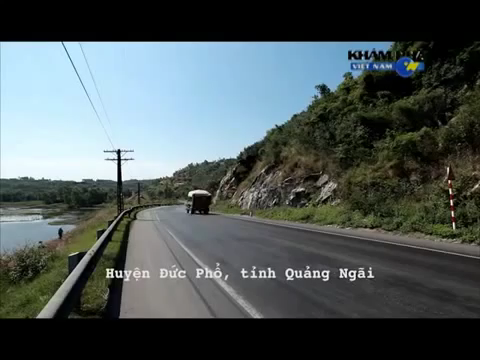 KHÁM PHÁ
VIỆT NAM
Huyện Đức Phổ, tỉnh Quảng Ngãi